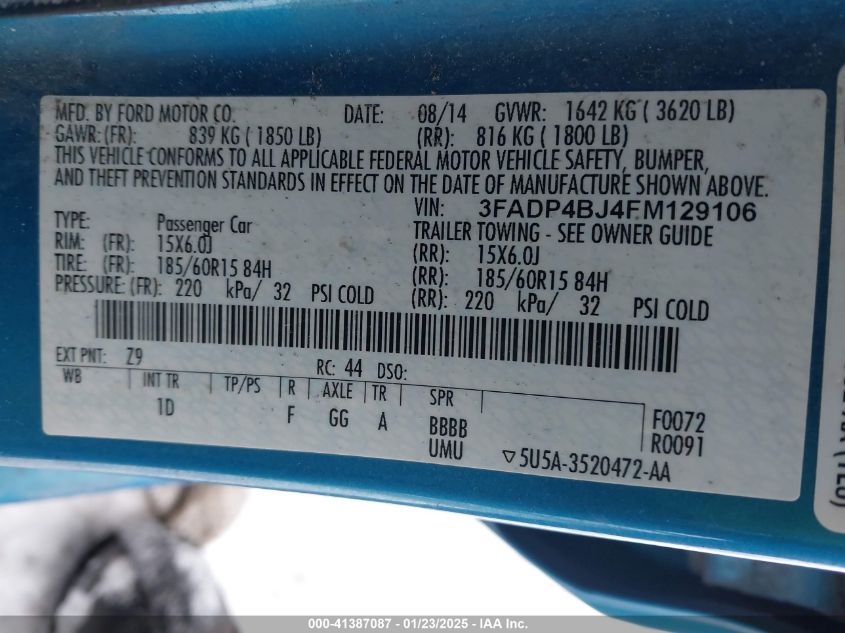 MFD. BY FORD MOTOR CO. DATE: 08/14 GVWR: 1642 KG ( 3620 LB)
GAWR: (FR): 839 KG ( 1850 LB) (RR): 816 KG ( 1800 LB)
THIS VEHICLE CONFORMS TO ALL APPLICABLE FEDERAL MOTOR VEHICLE SAFETY, BUMPER,
AND THEFT PREVENTION STANDARDS IN EFFECT ON THE DATE OF MANUFACTURE SHOWN ABOVE.
VIN: 3FADP4BJ4FM129106
TYPE: Passenger Car TRAILER TOWING - SEE OWNER GUIDE
RIM: (FR): 15X6.0J (RR): 15X6.0J
TIRE: (FR): 185/60R15 84H (RR): 185/60R15 84H
PRESSURE: (FR): 220 kPa/ 32 PSI COLD (RR): 220 kPa/ 32 PSI COLD
EXT PNT: Z9 RC: 44 DSO:
WB INT TR TP/PS R AXLE TR SPR
1D F GG A BBBB F0072
UMU R0091
5U5A-3520472-AA
000-41387087 - 01/23/2025 - IAA Inc.